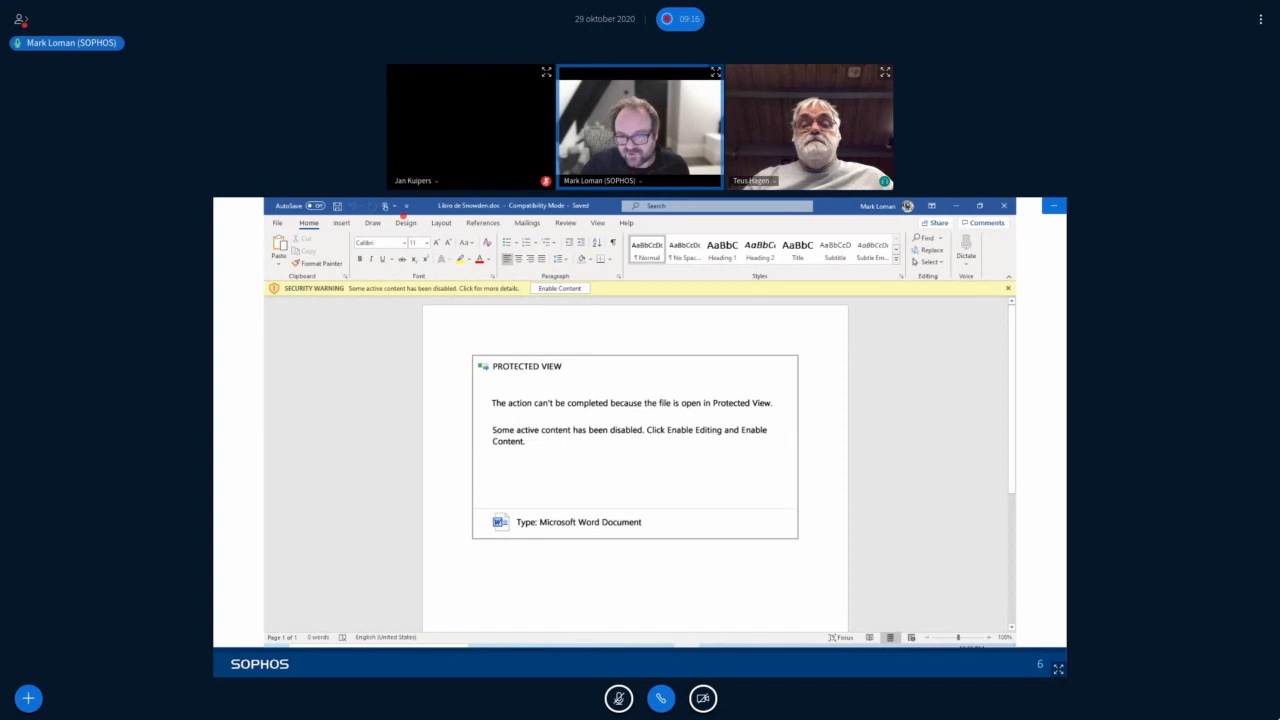 29 oktober 2020
09:16
Mark Loman (SOPHOS)
Jan Kuipers
Mark Loman (SOPHOS)
Teus Hagen
AutoSave Off
Libro de Snowden.doc - Compatibility Mode - Saved
Search
Mark Loman
File Home Insert Draw Design Layout References Mailings Review View Help
Share Comments
Paste
Cut
Copy
Format Painter
Clipboard
Calibri 11
Font
Paragraph
AaBbCcDc AaBbCcDc AaBbC AaBbCc AaBbC AaBbCcD AaBbCcDc
¶ Normal ¶ No Spac... Heading 1 Heading 2 Title Subtitle Subtle Em...
Styles
Find
Replace
Select
Editing
Dictate
Voice
SECURITY WARNING Some active content has been disabled. Click for more details. Enable Content
PROTECTED VIEW
The action can't be completed because the file is open in Protected View.
Some active content has been disabled. Click Enable Editing and Enable
Content.
Type: Microsoft Word Document
Page 1 of 1 0 words English (United States)
Focus
100%
SOPHOS
6